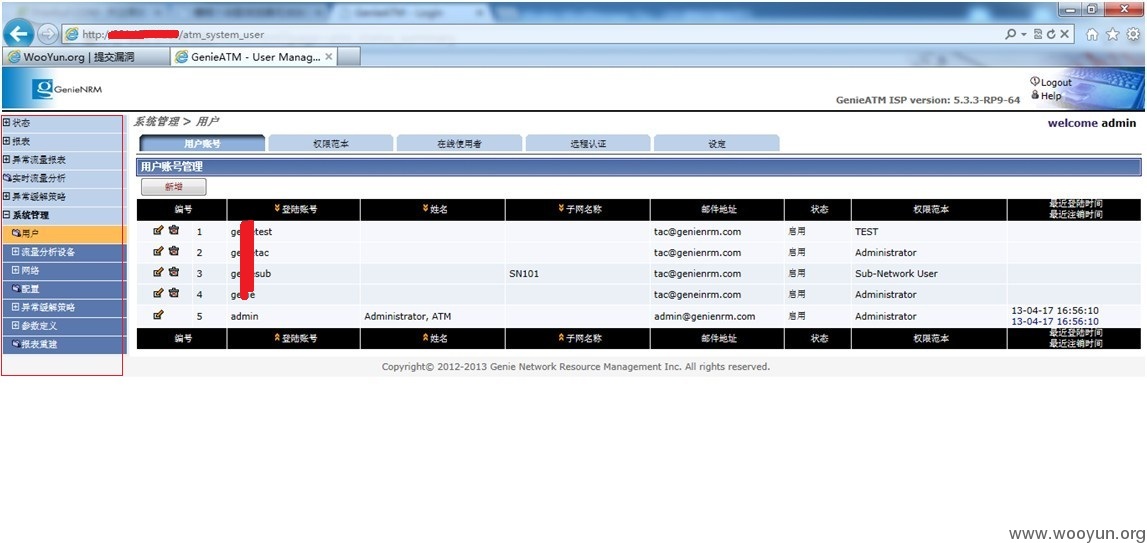 http:/ /atm_system_user
WooYun.org | 提交漏洞
GenieATM - User Manag...
GenieNRM
GenieATM ISP version: 5.3.3-RP9-64
Logout
Help
状态
报表
异常流量报表
实时流量分析
异常缓解策略
系统管理
用户
流量分析设备
网络
配置
异常缓解策略
参数定义
报表重建
系统管理 > 用户
welcome admin
用户账号 权限范本 在线使用者 远程认证 设定
用户账号管理
新增
编号 登陆账号 姓名 子网名称 邮件地址 状态 权限范本 最近登陆时间
最近注销时间
1 ge test tac@genienrm.com 启用 TEST
2 ge tac tac@genienrm.com 启用 Administrator
3 ge sub SN101 tac@genienrm.com 启用 Sub-Network User
4 ge e tac@geneinrm.com 启用 Administrator
5 admin Administrator, ATM admin@genienrm.com 启用 Administrator 13-04-17 16:56:10
13-04-17 16:56:10
编号 登陆账号 姓名 子网名称 邮件地址 状态 权限范本 最近登陆时间
最近注销时间
Copyright© 2012-2013 Genie Network Resource Management Inc. All rights reserved.
www.wooyun.org